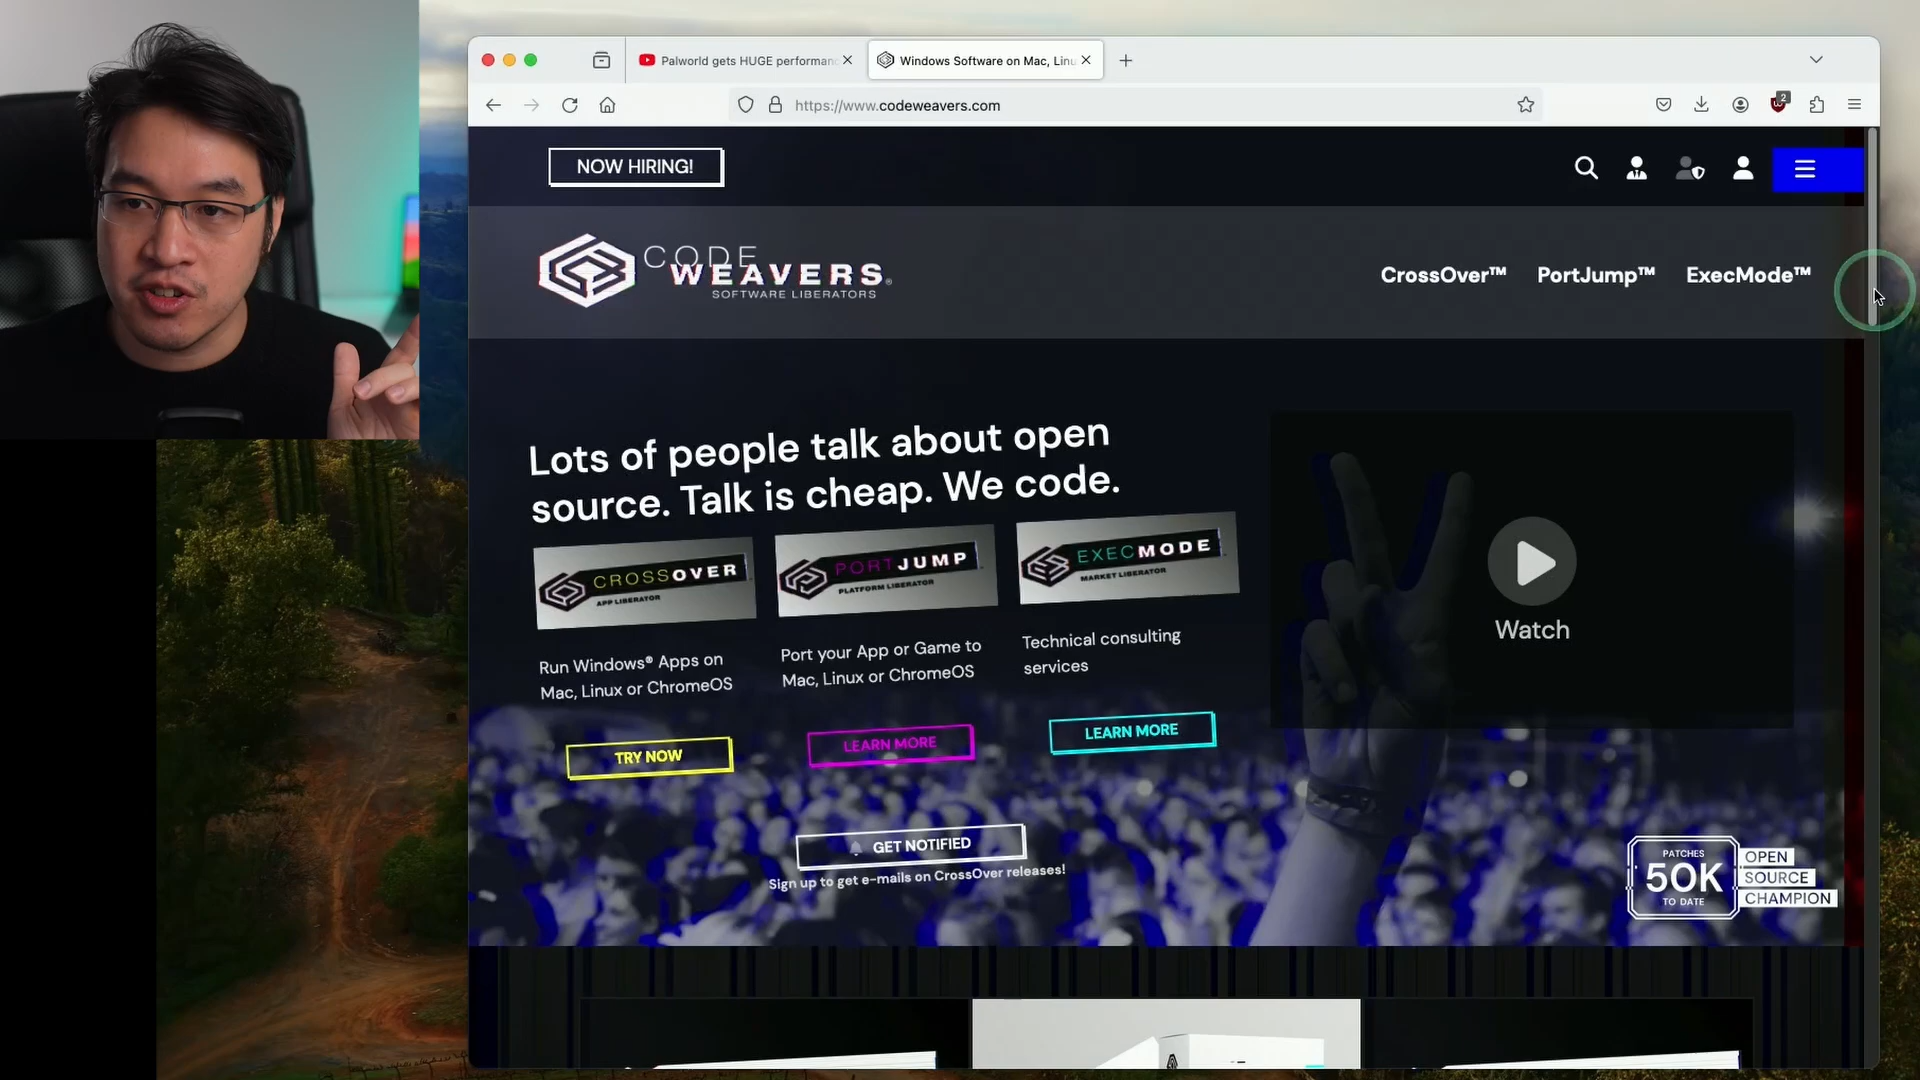 Palworld gets HUGE performanc
Windows Software on Mac, Linu
https://www.codeweavers.com
2
NOW HIRING!
CODE
WEAVERS®
SOFTWARE LIBERATORS
CrossOver™
PortJump™
ExecMode™
Lots of people talk about open
source. Talk is cheap. We code.
CROSSOVER
APP LIBERATOR
PORTJUMP
PLATFORM LIBERATOR
EXECMODE
MARKET LIBERATOR
Run Windows® Apps on
Mac, Linux or ChromeOS
Port your App or Game to
Mac, Linux or ChromeOS
Technical consulting
services
TRY NOW
LEARN MORE
LEARN MORE
Watch
GET NOTIFIED
Sign up to get e-mails on CrossOver releases!
PATCHES
50K
TO DATE
OPEN
SOURCE
CHAMPION